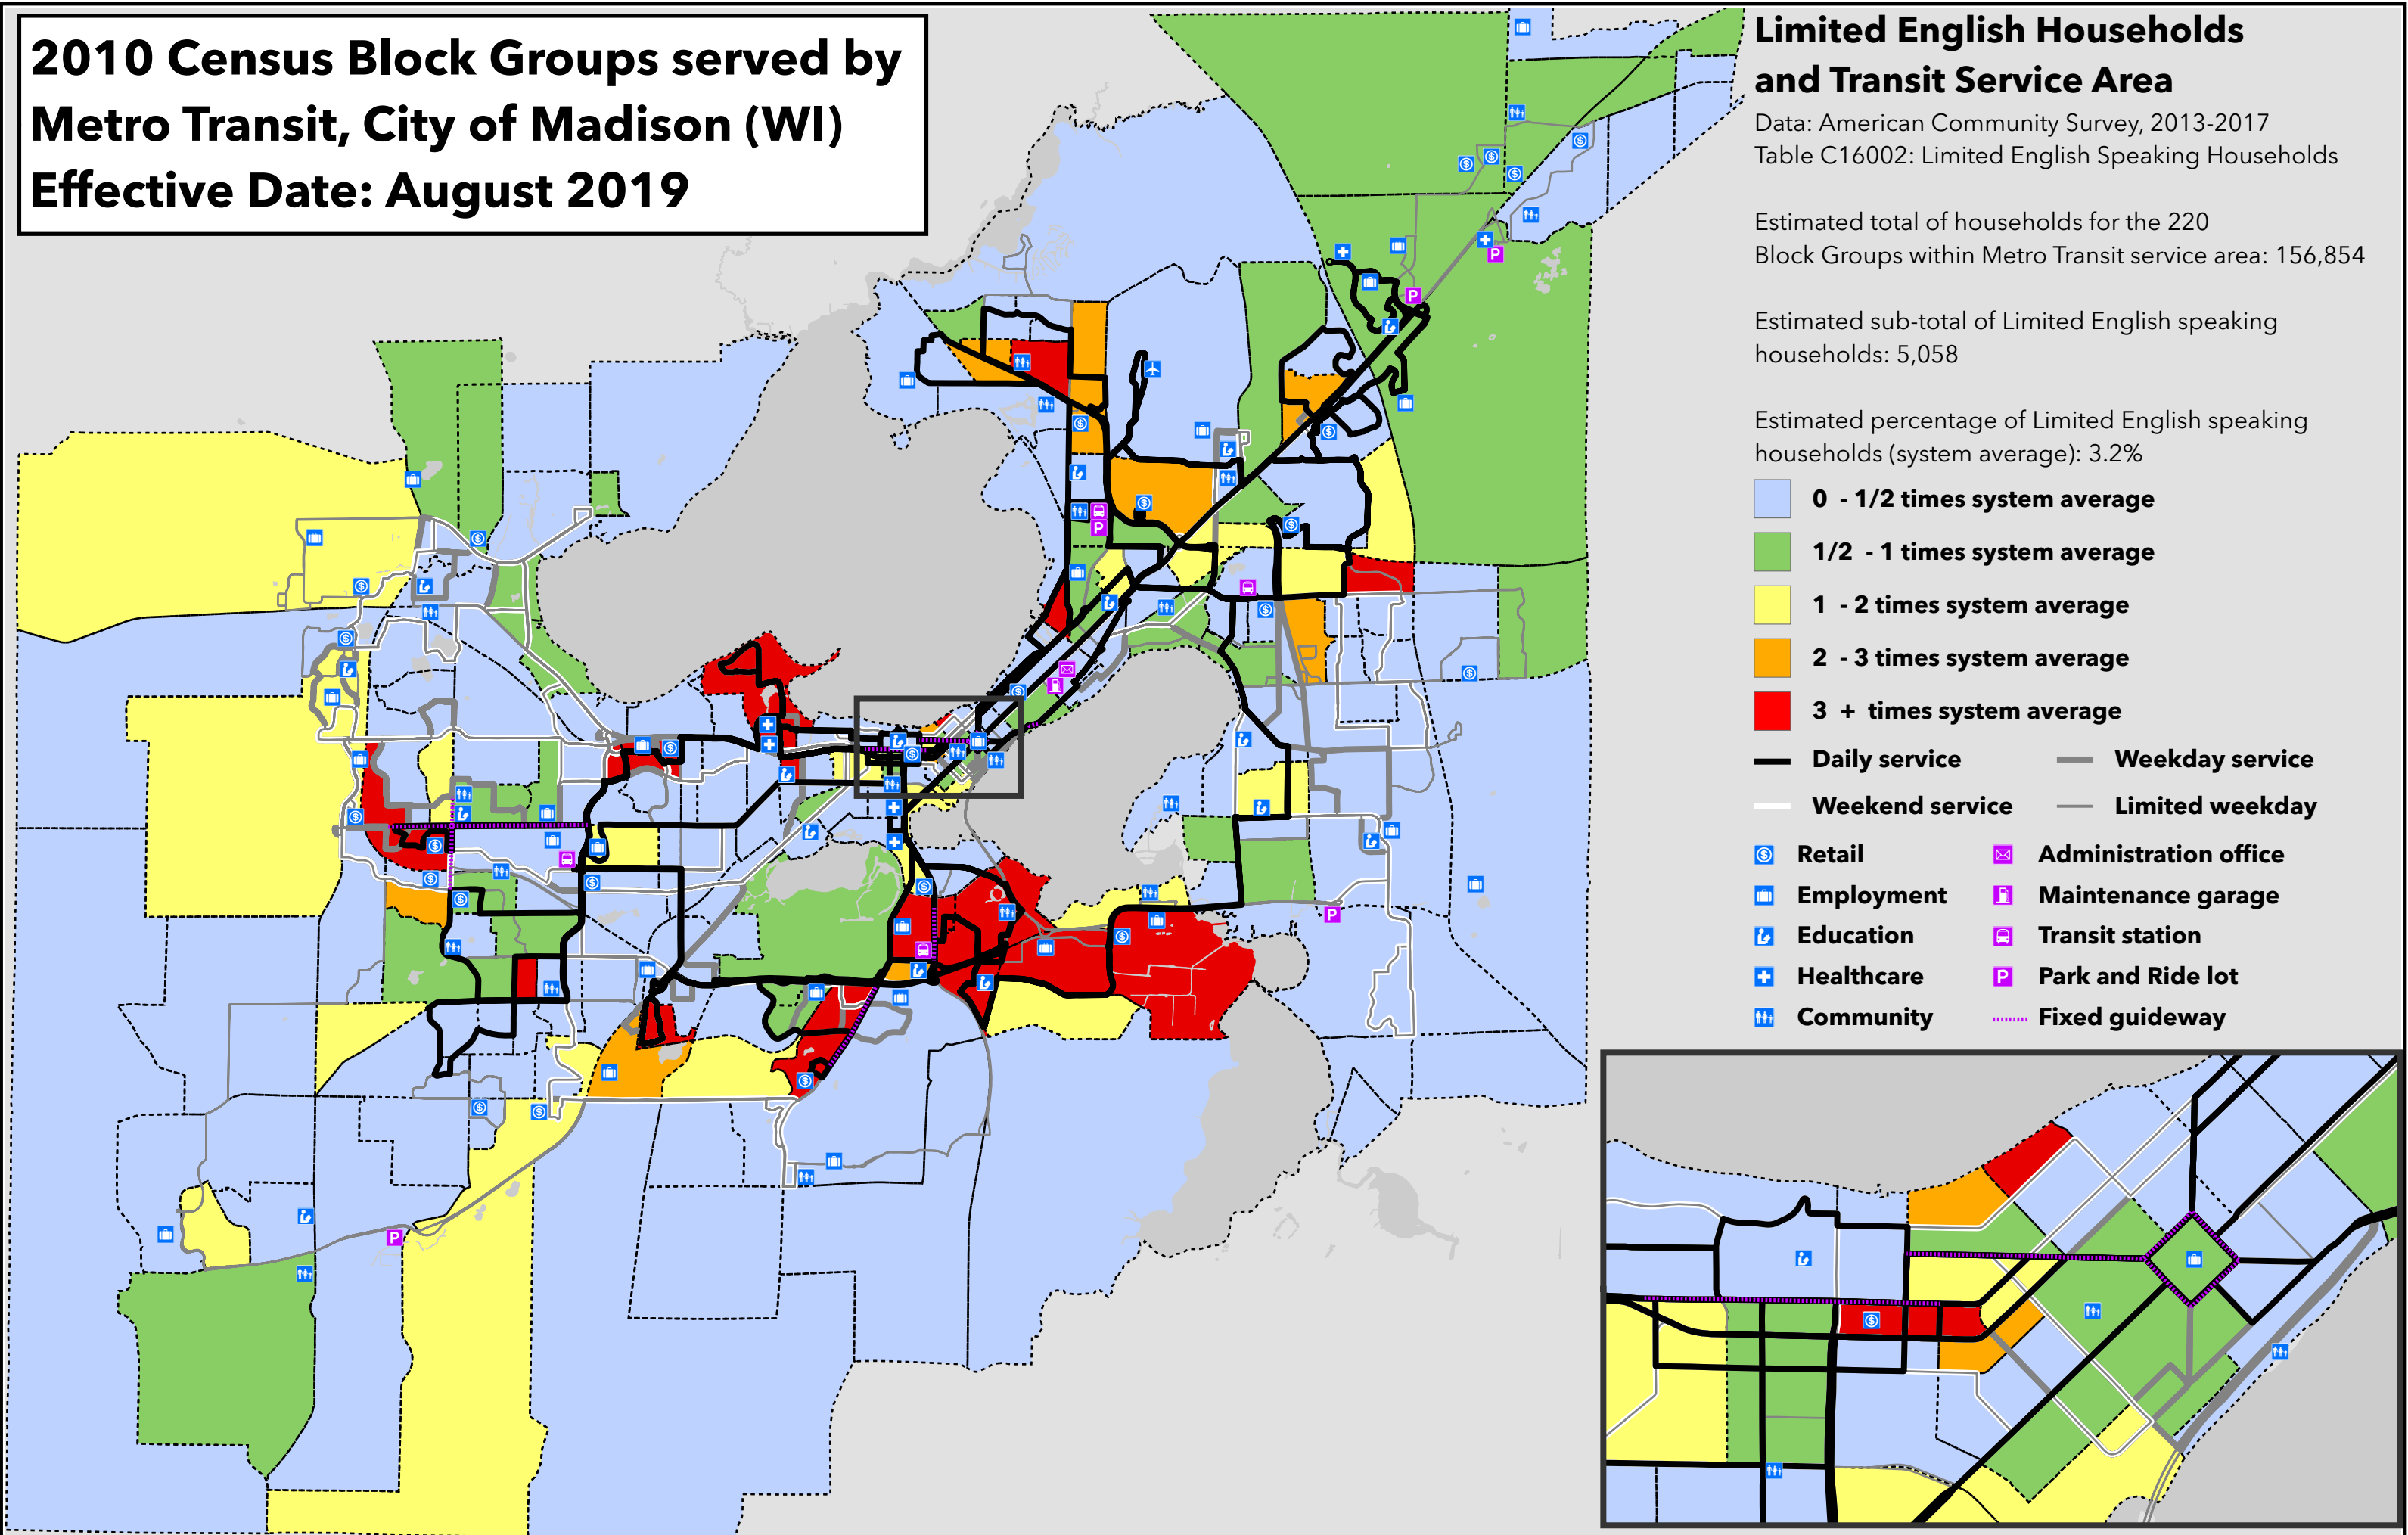 2010 Census Block Groups served by
Metro Transit, City of Madison (WI)
Effective Date: August 2019
Limited English Households
and Transit Service Area
Data: American Community Survey, 2013-2017
Table C16002: Limited English Speaking Households
Estimated total of households for the 220
Block Groups within Metro Transit service area: 156,854
Estimated sub-total of Limited English speaking
households: 5,058
Estimated percentage of Limited English speaking
households (system average): 3.2%
0 - 1/2 times system average
1/2 - 1 times system average
1 - 2 times system average
2 - 3 times system average
3 + times system average
Daily service
Weekday service
Weekend service
Limited weekday
Retail
Administration office
Employment
Maintenance garage
Education
Transit station
Healthcare
P Park and Ride lot
Community
Fixed guideway